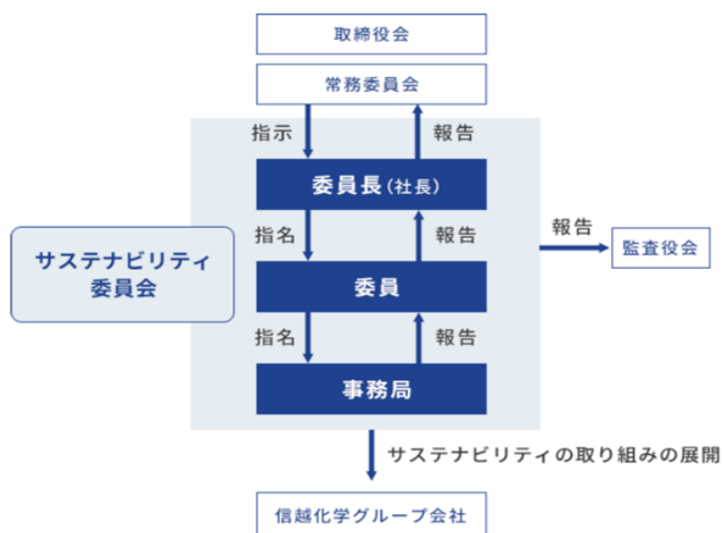 取締役会
常務委員会
指示
報告
委員長(社長)
指名
報告
サステナビリティ
委員会
委員
報告
監査役会
指名
報告
事務局
サステナビリティの取り組みの展開
信越化学グループ会社